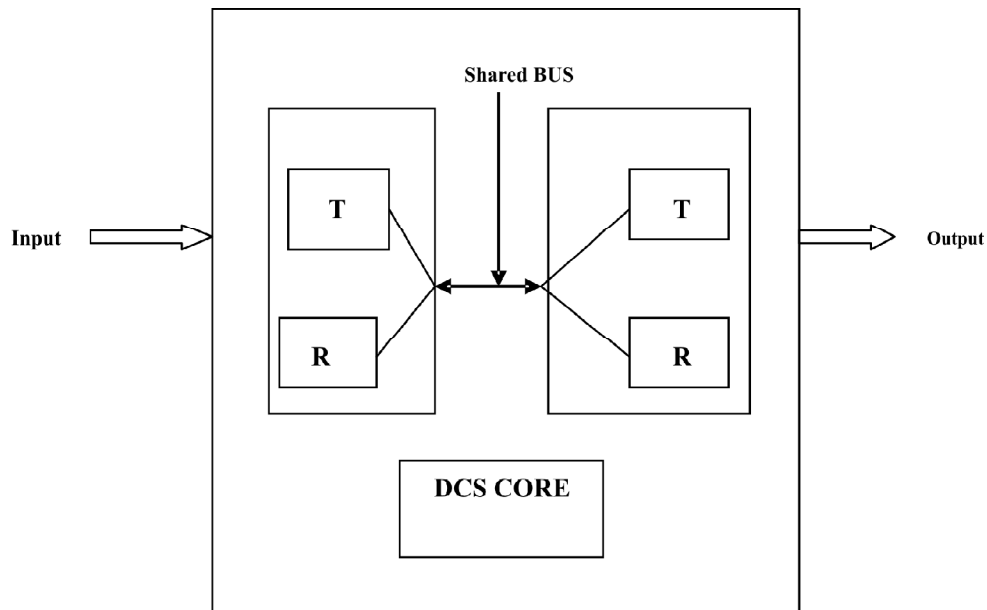 Shared BUS
T
T
Input
Output
R
R
DCS CORE